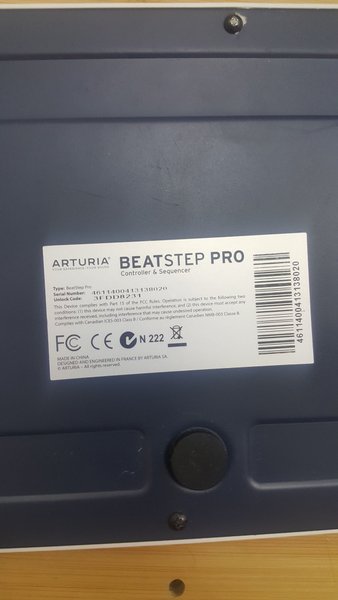 ARTURIA
YOUR EXPERIENCE • YOUR SOUND
BEATSTEP PRO
Controller & Sequencer
Type: BeatStep Pro
Serial Number: 4611400413138020
Unlock Code: 3FDD8231
This Device complies with Part 15 of the FCC Rules. Operation is subject to the following two
conditions: (1) this device may not cause harmful interference, and (2) this device must accept any
interference received, including interference that may cause undesired operation.
Complies with Canadian ICES-003 Class B / Conforme au règlement Canadien NMB-003 Classe B.
FC CE N 222
MADE IN CHINA
DESIGNED AND ENGINEERED IN FRANCE BY ARTURIA SA.
© ARTURIA - All rights reserved.
4611400413138020